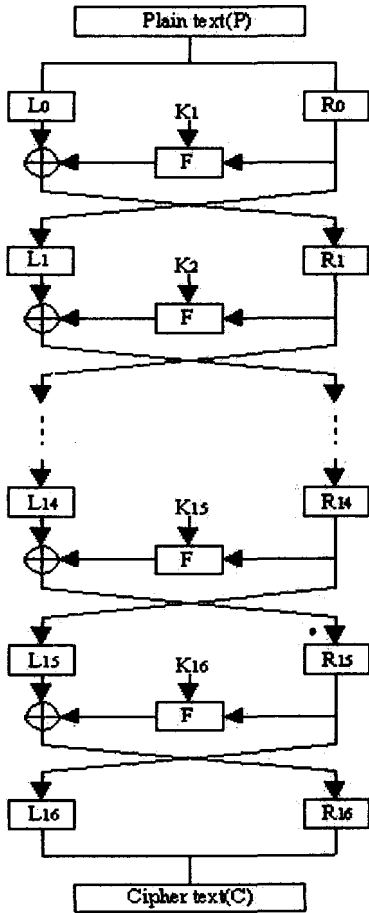 Plain text(P)
L0 R0
K1
F
L1 R1
K2
F
L14 R14
K15
F
L15 R15
K16
F
L16 R16
Cipher text(C)